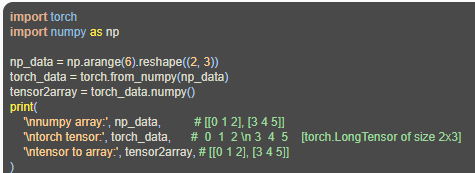 import torch
import numpy as np
np_data = np.arange(6).reshape((2, 3))
torch_data = torch.from_numpy(np_data)
tensor2array = torch_data.numpy()
print(
'\nnumpy array:', np_data, # [[0 1 2], [3 4 5]]
'\ntorch tensor:', torch_data, # 0 1 2 \n 3 4 5 [torch.LongTensor of size 2x3]
'\ntensor to array:', tensor2array, # [[0 1 2], [3 4 5]]
)